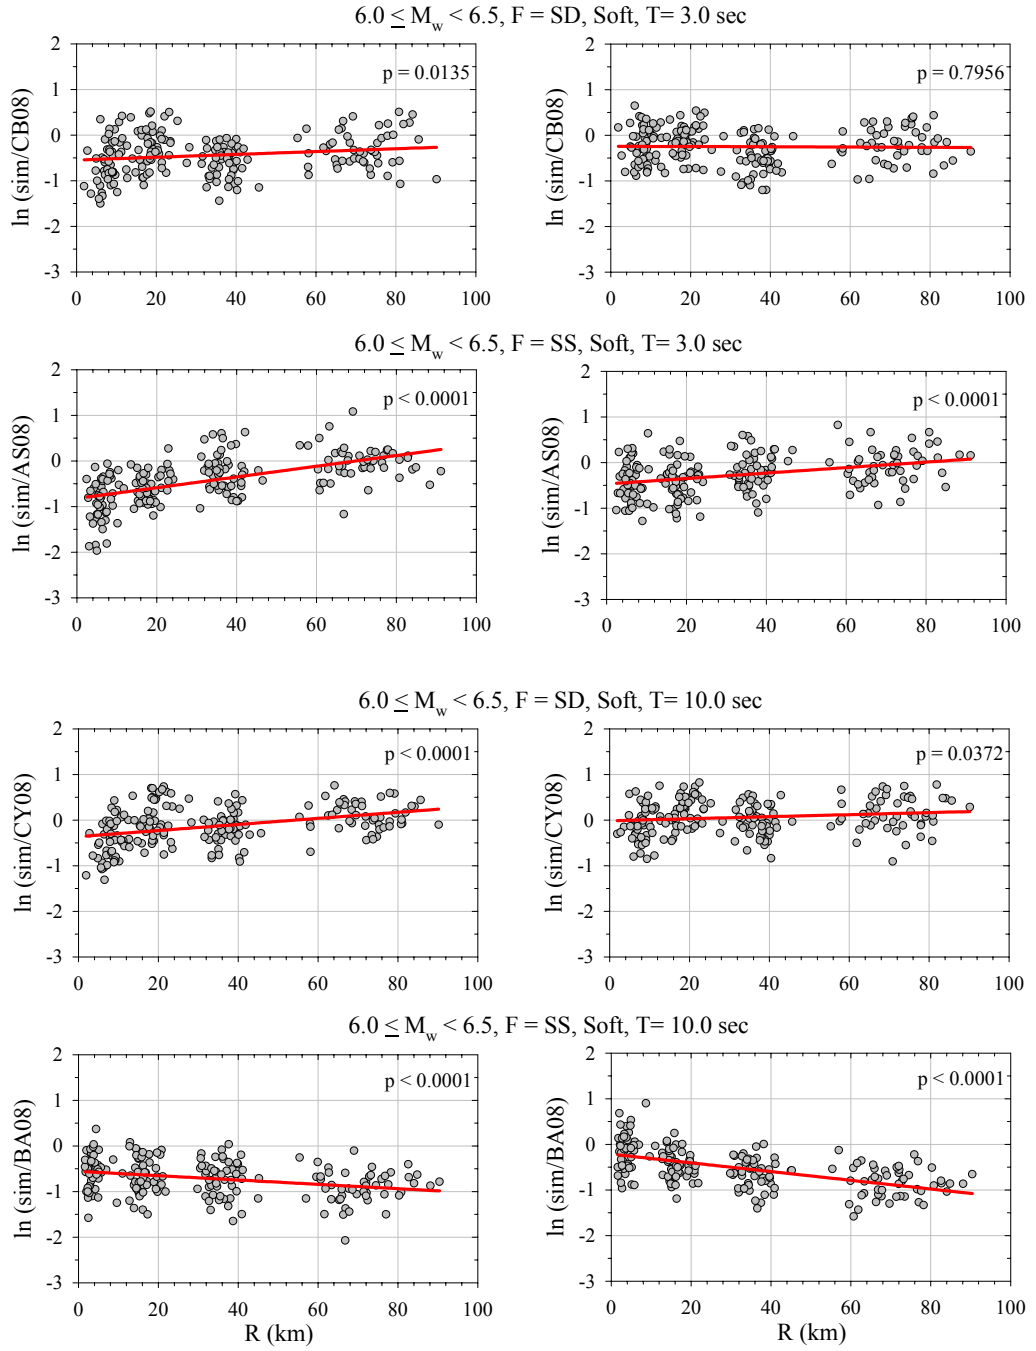 6.0 ≤ Mw < 6.5, F = SD, Soft, T= 3.0 sec
2
1
0
-1
-2
-3
ln (sim/CB08)
p = 0.0135
0 20 40 60 80 100
2
1
0
-1
-2
-3
ln (sim/CB08)
p = 0.7956
0 20 40 60 80 100
6.0 ≤ Mw < 6.5, F = SS, Soft, T= 3.0 sec
2
1
0
-1
-2
-3
ln (sim/AS08)
p < 0.0001
0 20 40 60 80 100
2
1
0
-1
-2
-3
ln (sim/AS08)
p < 0.0001
0 20 40 60 80 100
6.0 ≤ Mw < 6.5, F = SD, Soft, T= 10.0 sec
2
1
0
-1
-2
-3
ln (sim/CY08)
p < 0.0001
0 20 40 60 80 100
2
1
0
-1
-2
-3
ln (sim/CY08)
p = 0.0372
0 20 40 60 80 100
6.0 ≤ Mw < 6.5, F = SS, Soft, T= 10.0 sec
2
1
0
-1
-2
-3
ln (sim/BA08)
p < 0.0001
0 20 40 60 80 100
R (km)
2
1
0
-1
-2
-3
ln (sim/BA08)
p < 0.0001
0 20 40 60 80 100
R (km)